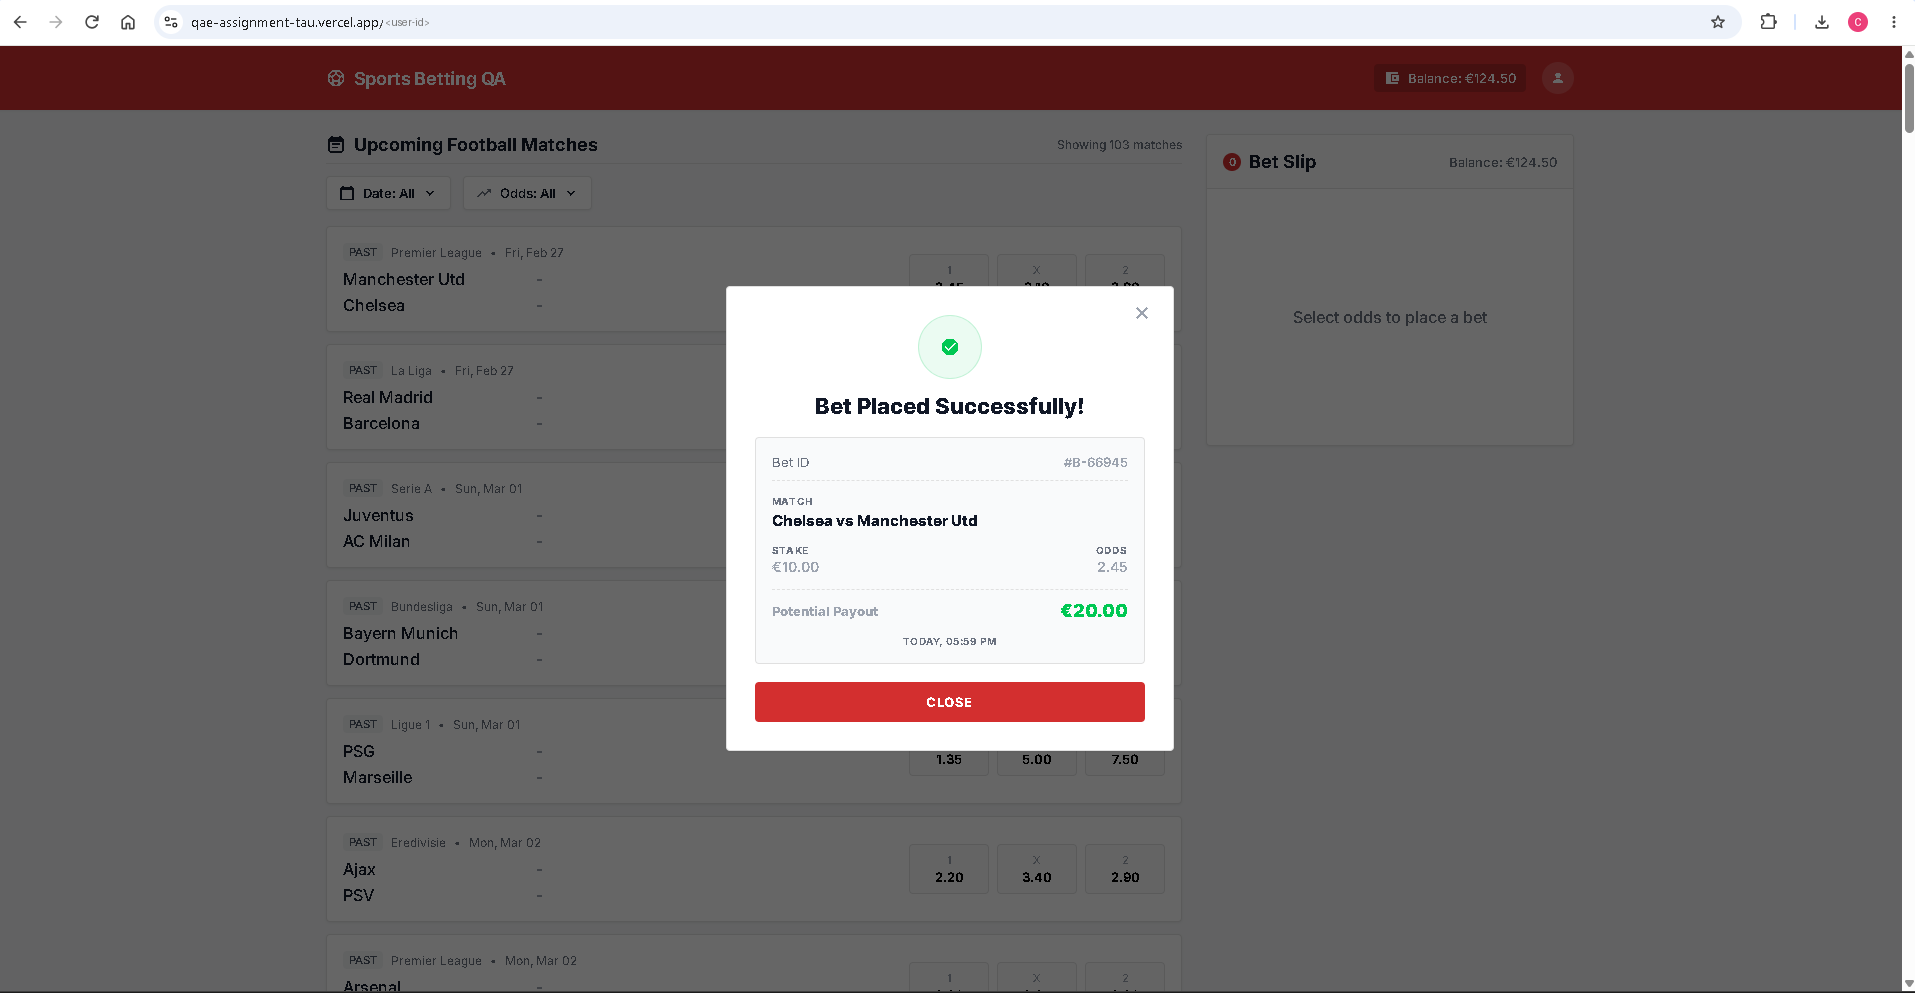 qae-assignment-tau.vercel.app/<user-id>
C
Sports Betting QA
Balance: €124.50
Upcoming Football Matches
Showing 103 matches
Date: All
Odds: All
PAST Premier League • Fri, Feb 27
Manchester Utd -
Chelsea -
1 X 2
PAST La Liga • Fri, Feb 27
Real Madrid -
Barcelona -
PAST Serie A • Sun, Mar 01
Juventus -
AC Milan -
PAST Bundesliga • Sun, Mar 01
Bayern Munich -
Dortmund -
PAST Ligue 1 • Sun, Mar 01
PSG -
Marseille -
1.35 5.00 7.50
PAST Eredivisie • Mon, Mar 02
Ajax -
PSV -
1 X 2
2.20 3.40 2.90
PAST Premier League • Mon, Mar 02
Arsenal -
1 X 2
0 Bet Slip
Balance: €124.50
Select odds to place a bet
Bet Placed Successfully!
Bet ID #B-66945
MATCH
Chelsea vs Manchester Utd
STAKE ODDS
€10.00 2.45
Potential Payout €20.00
TODAY, 05:59 PM
CLOSE